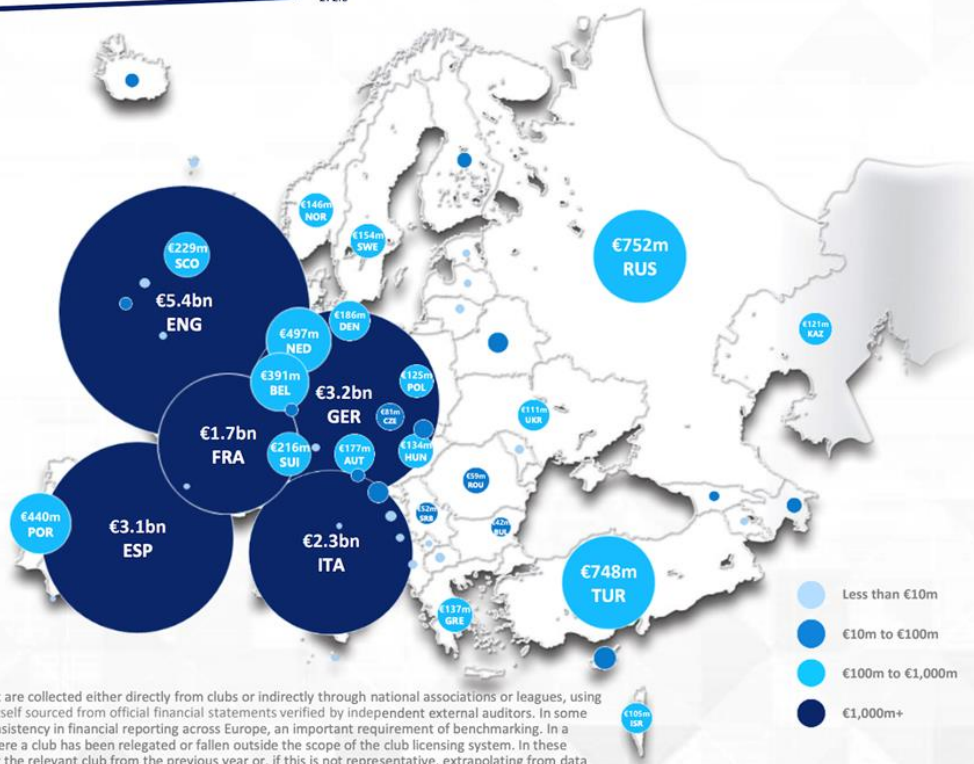 €146m
NOR
€154m
SWE
€229m
SCO
€752m
RUS
€5.4bn
ENG
€186m
DEN
€497m
NED
€121m
KAZ
€391m
BEL
€125m
POL
€3.2bn
GER
€81m
CZE
€111m
UKR
€1.7bn
FRA
€216m
SUI
€177m
AUT
€134m
HUN
€59m
ROU
€440m
POR
€3.1bn
ESP
€52m
SRB
€42m
BUL
€2.3bn
ITA
€748m
TUR
€137m
GRE
€105m
ISR
Less than €10m
€10m to €100m
€100m to €1,000m
€1,000m+
are collected either directly from clubs or indirectly through national associations or leagues, using
self sourced from official financial statements verified by independent external auditors. In some
nsistency in financial reporting across Europe, an important requirement of benchmarking. In a
ere a club has been relegated or fallen outside the scope of the club licensing system. In these
the relevant club from the previous year or, if this is not representative, extrapolating from data